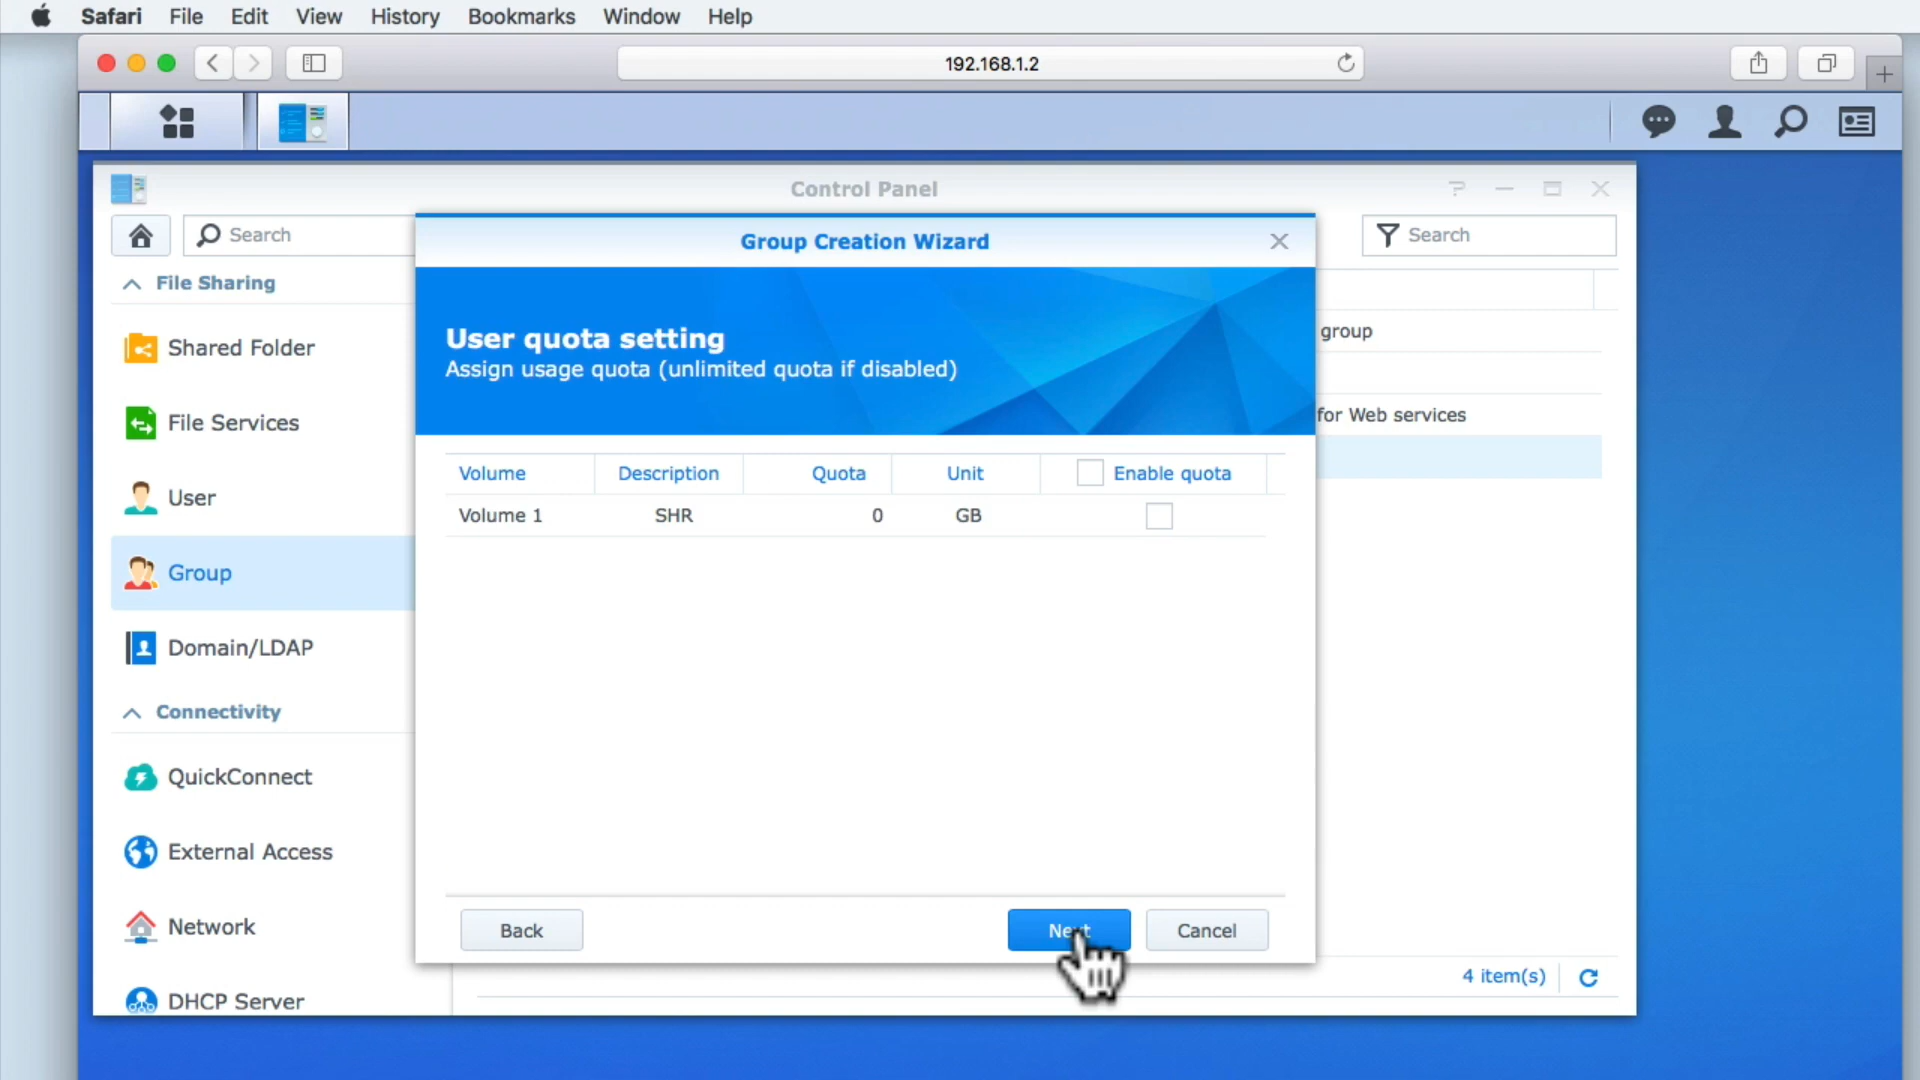 Safari File Edit View History Bookmarks Window Help
192.168.1.2
Control Panel
Search
Group Creation Wizard
Search
File Sharing
Shared Folder
File Services
User
Group
Domain/LDAP
Connectivity
QuickConnect
External Access
Network
DHCP Server
User quota setting
Assign usage quota (unlimited quota if disabled)
Volume Description Quota Unit Enable quota
Volume 1 SHR 0 GB
Back Next Cancel
group
for Web services
4 item(s)